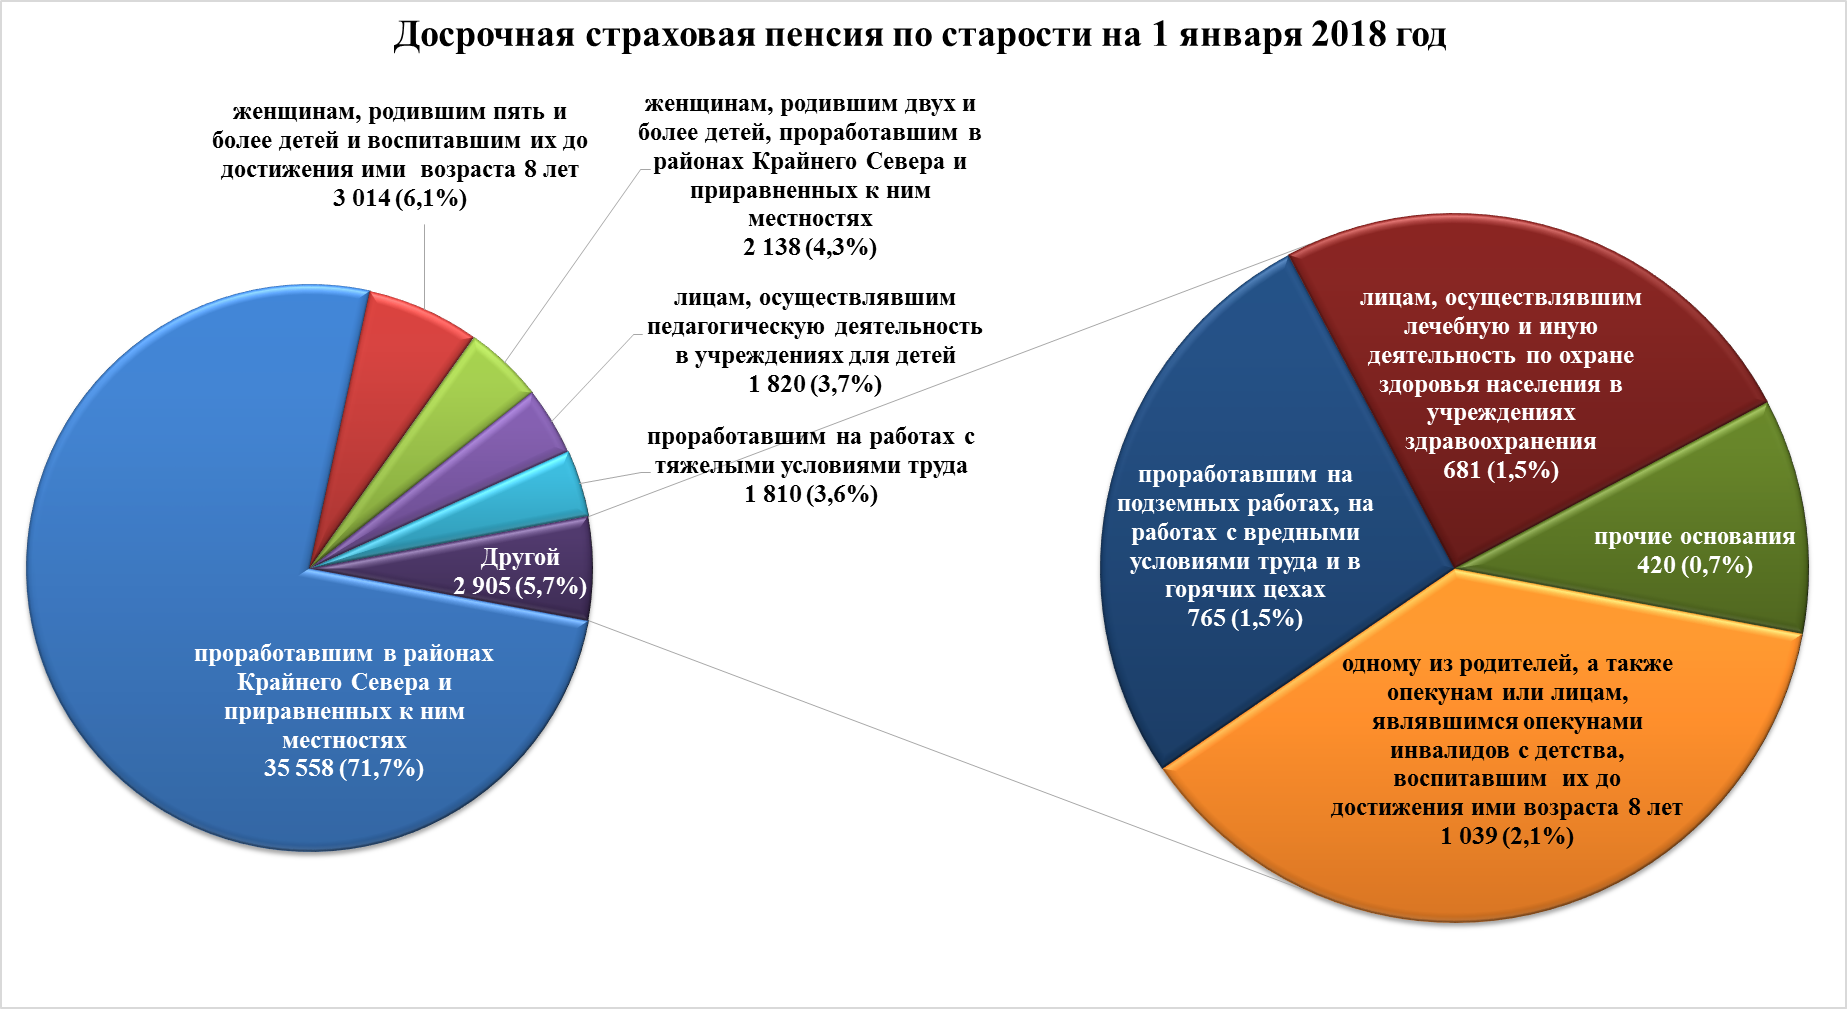 Досрочная страховая пенсия по старости на 1 января 2018 год
женщинам, родившим пять и
более детей и воспитавшим их до
достижения ими возраста 8 лет
3 014 (6,1%)
женщинам, родившим двух и
более детей, проработавшим в
районах Крайнего Севера и
приравненных к ним
местностях
2 138 (4,3%)
лицам, осуществлявшим
педагогическую деятельность
в учреждениях для детей
1 820 (3,7%)
проработавшим на работах с
тяжелыми условиями труда
1 810 (3,6%)
Другой
2 905 (5,7%)
проработавшим в районах
Крайнего Севера и
приравненных к ним
местностях
35 558 (71,7%)
лицам, осуществлявшим
лечебную и иную
деятельность по охране
здоровья населения в
учреждениях
здравоохранения
681 (1,5%)
проработавшим на
подземных работах, на
работах с вредными
условиями труда и в
горячих цехах
765 (1,5%)
прочие основания
420 (0,7%)
одному из родителей, а также
опекунам или лицам,
являвшимся опекунами
инвалидов с детства,
воспитавшим их до
достижения ими возраста 8 лет
1 039 (2,1%)